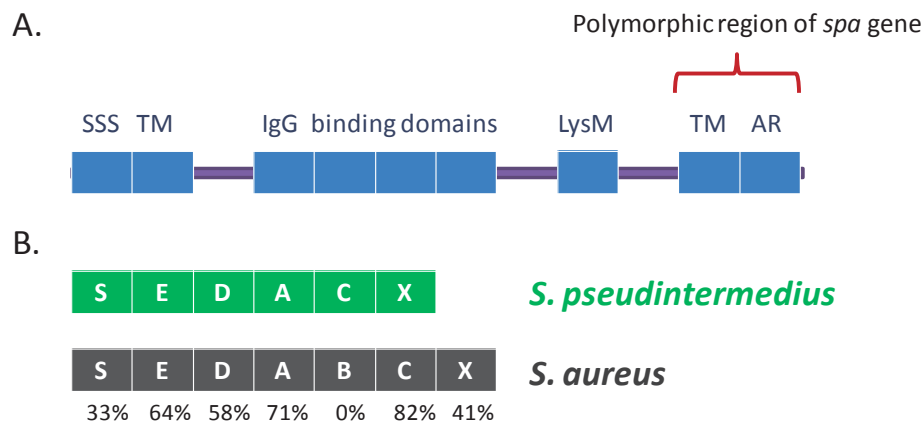 A.
Polymorphic region of spa gene
SSS TM IgG binding domains LysM TM AR
B.
S E D A C X S. pseudintermedius
S E D A B C X S. aureus
33% 64% 58% 71% 0% 82% 41%